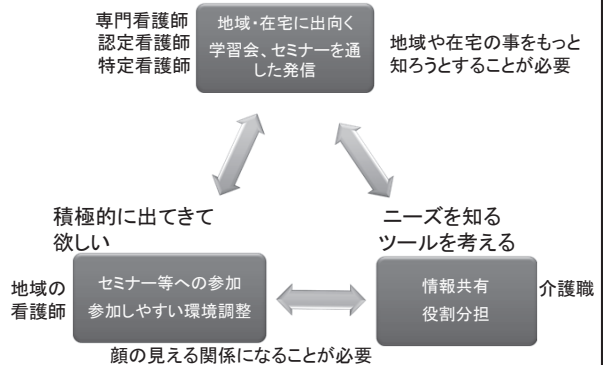 専門看護師
認定看護師
特定看護師
地域・在宅に出向く
学習会、セミナーを通
した発信
地域や在宅の事をもっと
知ろうとすることが必要
積極的に出てきて
欲しい
ニーズを知る
ツールを考える
地域の
看護師
セミナー等への参加
参加しやすい環境調整
情報共有
役割分担
介護職
顔の見える関係になることが必要